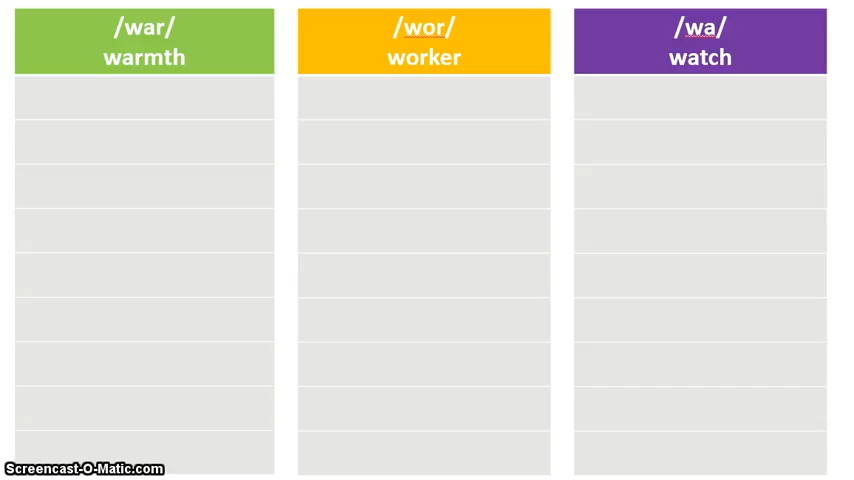 /war/
warmth
/wor/
worker
/wa/
watch
Screencast-O-Matic.com